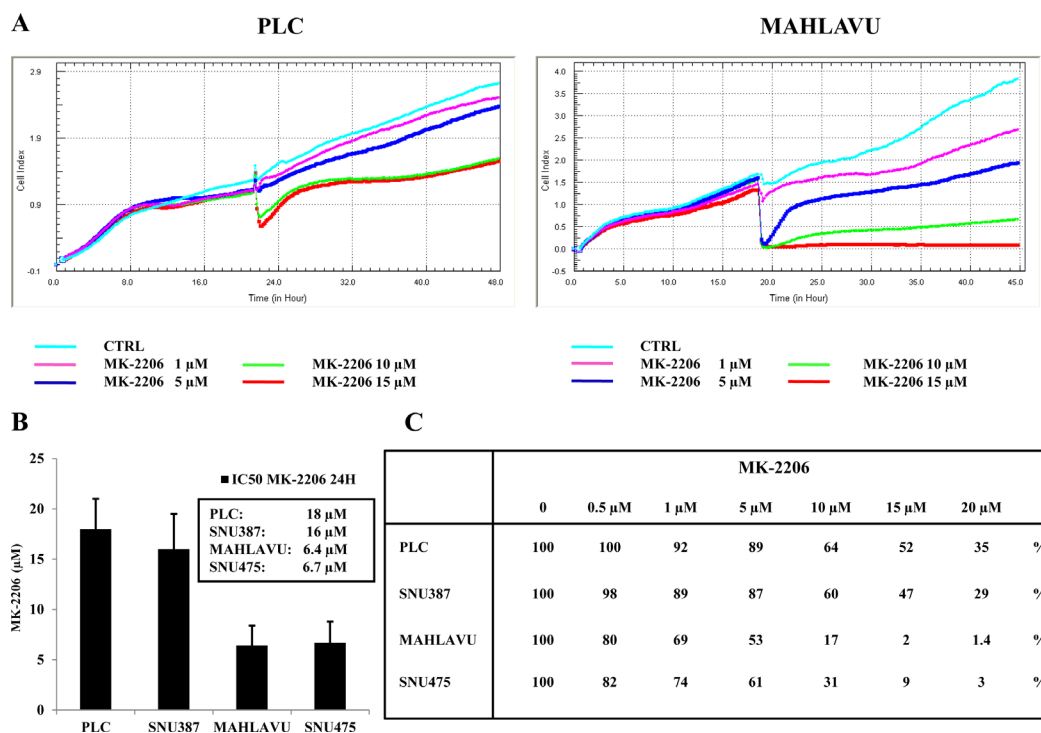 A
PLC
MAHLAVU
2.9
1.9
0.9
-0.1
Cell Index
0.0 8.0 16.0 24.0 32.0 40.0 48.0
Time (in Hour)
4.0
3.5
3.0
2.5
2.0
1.5
1.0
0.5
0.0
-0.5
Cell Index
0.0 5.0 10.0 15.0 20.0 25.0 30.0 35.0 40.0 45.0
Time (in Hour)
CTRL
MK-2206 1 µM
MK-2206 10 µM
MK-2206 5 µM
MK-2206 15 µM
CTRL
MK-2206 1 µM
MK-2206 10 µM
MK-2206 5 µM
MK-2206 15 µM
B
25
20
15
10
5
0
MK-2206 (µM)
IC50 MK-2206 24H
PLC: 18 µM
SNU387: 16 µM
MAHLAVU: 6.4 µM
SNU475: 6.7 µM
PLC SNU387 MAHLAVU SNU475
C
MK-2206
0 0.5 µM 1 µM 5 µM 10 µM 15 µM 20 µM
PLC 100 100 92 89 64 52 35 %
SNU387 100 98 89 87 60 47 29 %
MAHLAVU 100 80 69 53 17 2 1.4 %
SNU475 100 82 74 61 31 9 3 %